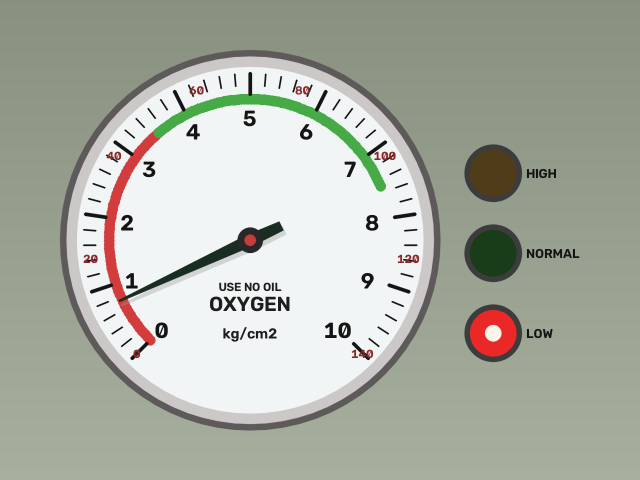 60 80
5
4 6
40 3 7 100
2 8
20 120
1 9
USE NO OIL
OXYGEN
0 kg/cm2 10
0 140
HIGH
NORMAL
LOW